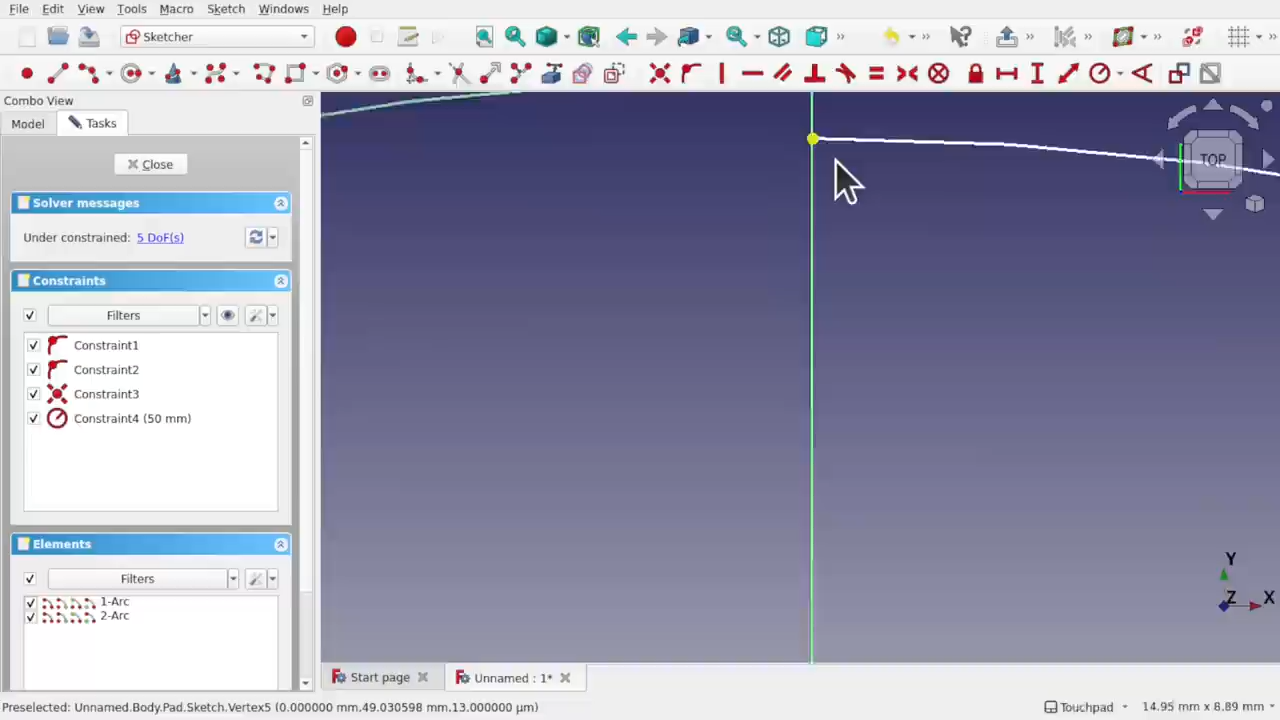 File Edit View Tools Macro Sketch Windows Help
Sketcher
Combo View
Model
Tasks
Close
Solver messages
Under constrained: 5 DoF(s)
Constraints
Filters
Constraint1
Constraint2
Constraint3
Constraint4 (50 mm)
Elements
Filters
1-Arc
2-Arc
TOP
Y
Z X
Start page
Unnamed : 1*
Preselected: Unnamed.Body.Pad.Sketch.Vertex5 (0.000000 mm,49.030598 mm,13.000000 µm)
Touchpad
14.95 mm x 8.89 mm